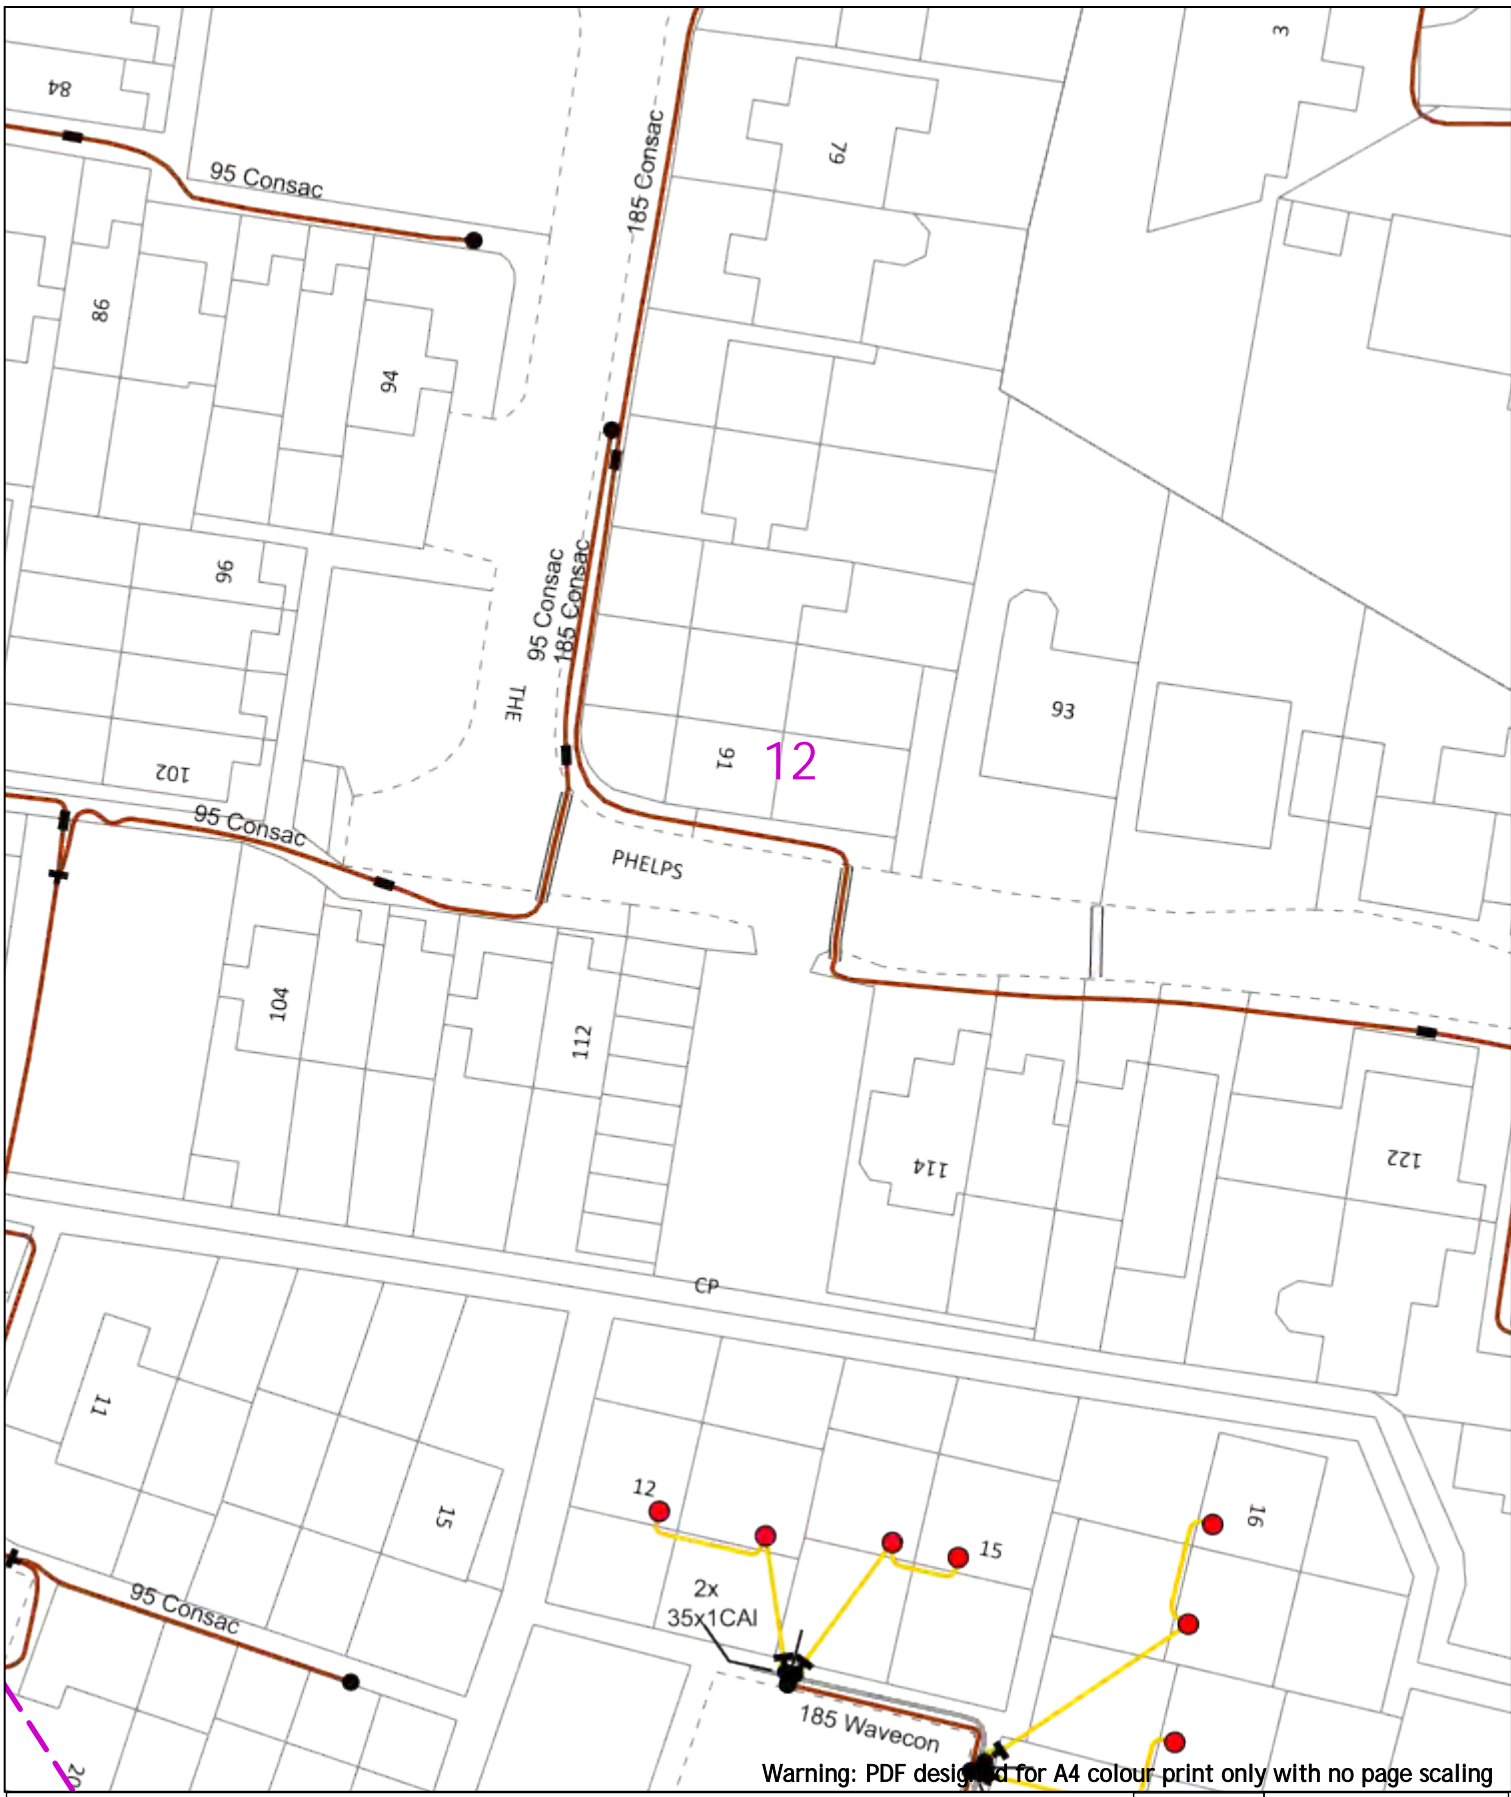 3
84
95 Consac
185 Consac
79
86
94
96
95 Consac
185 Consac
THE
93
91
12
102
95 Consac
PHELPS
104
112
114
122
CP
11
15
12
15
16
2x
35x1CAI
95 Consac
185 Wavecon
20
Warning: PDF designed for A4 colour print only with no page scaling